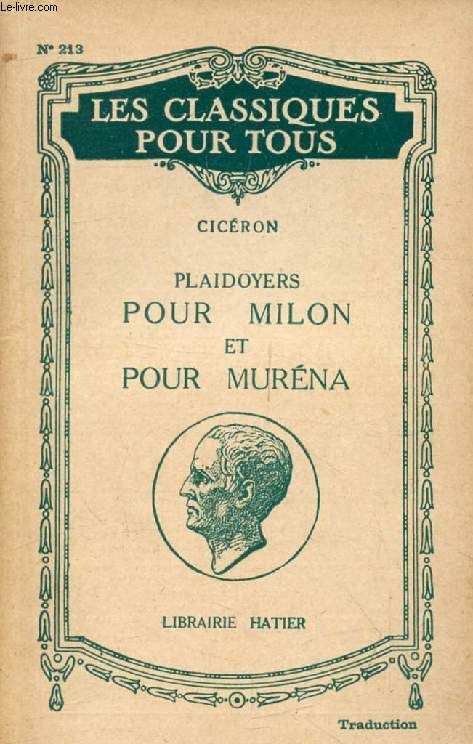 Le-livre.com
N° 213
LES CLASSIQUES
POUR TOUS
CICÉRON
PLAIDOYERS
POUR MILON
ET
POUR MURÉNA
LIBRAIRIE HATIER
Traduction